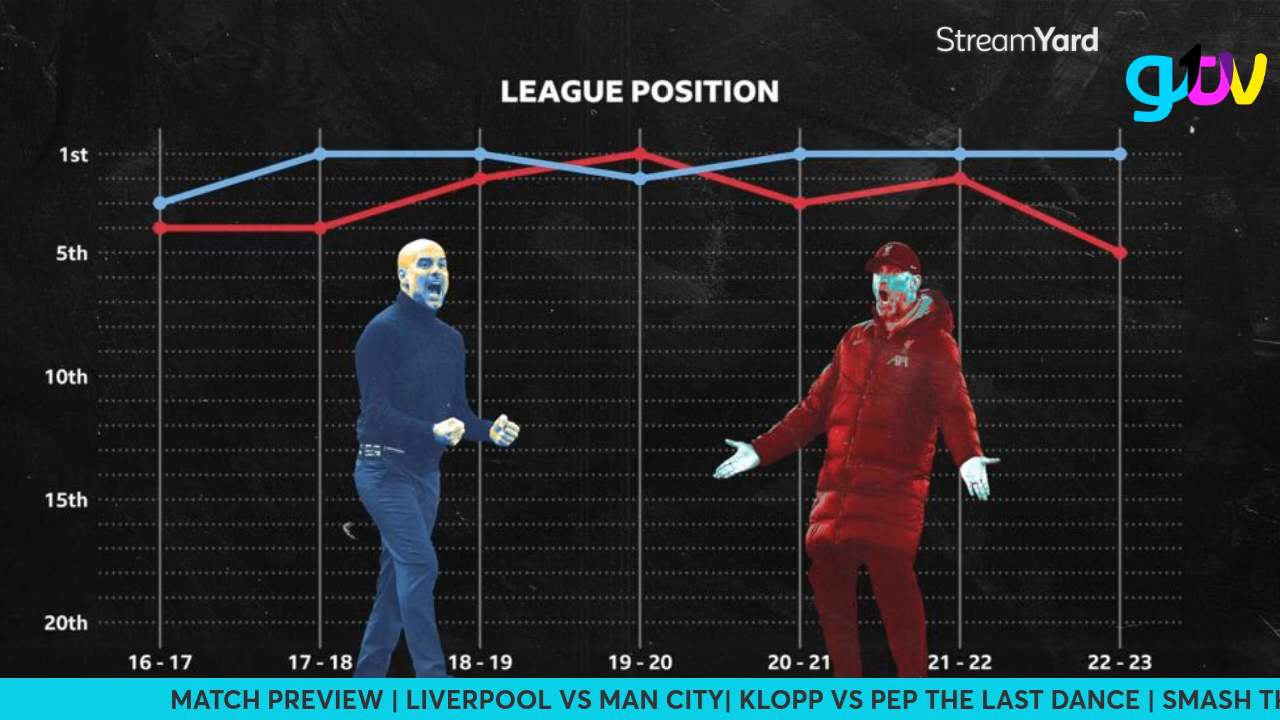 StreamYard
g1tv
LEAGUE POSITION
1st
5th
10th
15th
20th
16 - 17 17 - 18 18 - 19 19 - 20 20 - 21 21 - 22 22 - 23
MATCH PREVIEW | LIVERPOOL VS MAN CITY| KLOPP VS PEP THE LAST DANCE | SMASH